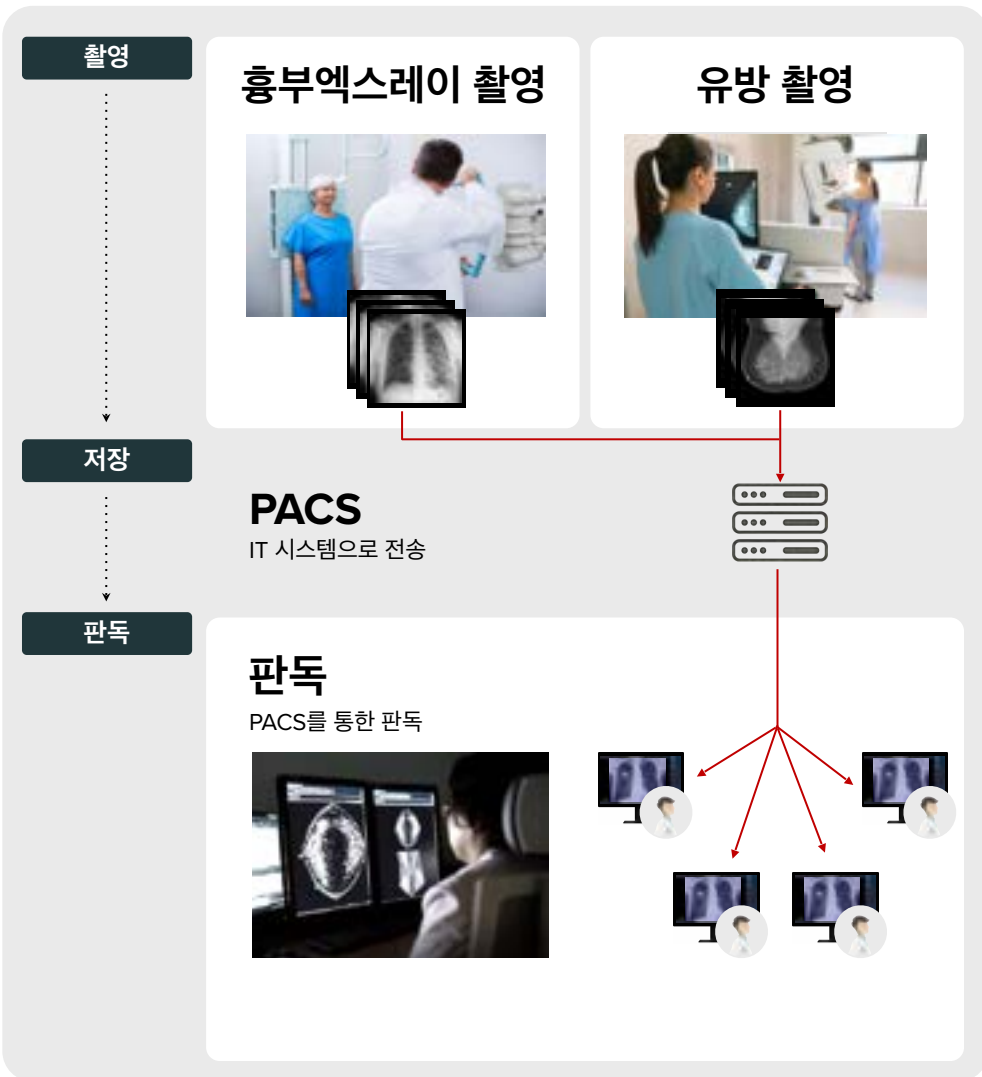 촬영
흉부엑스레이 촬영
유방 촬영
저장
PACS
IT 시스템으로 전송
판독
판독
PACS를 통한 판독